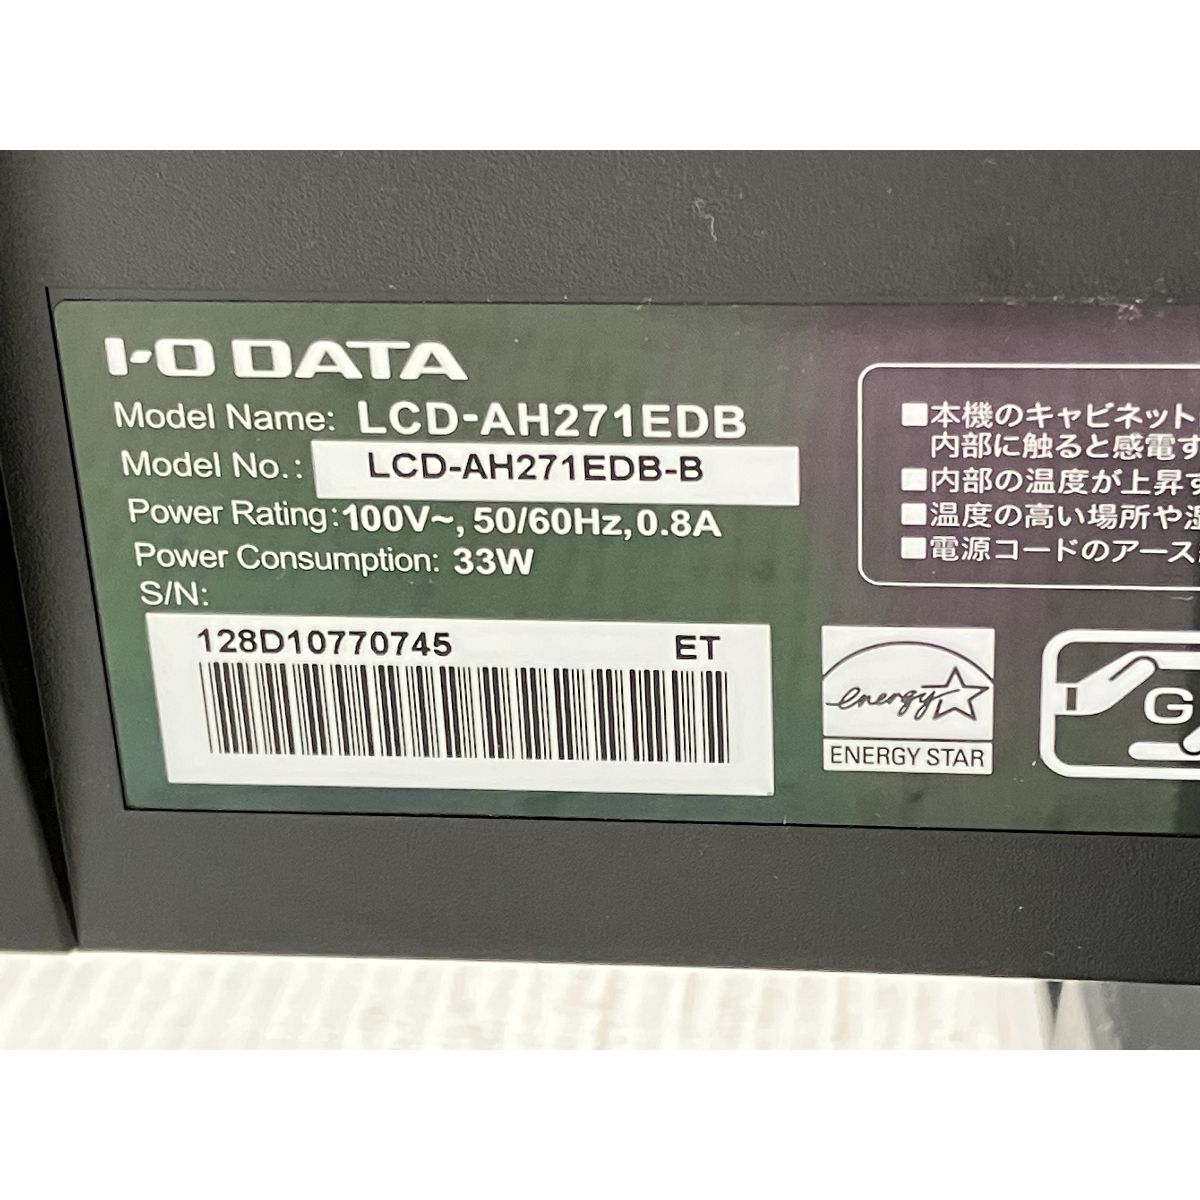 I-O DATA
Model Name: LCD-AH271EDB
Model No.: LCD-AH271EDB-B
Power Rating:100V~, 50/60Hz, 0.8A
Power Consumption: 33W
S/N:
128D10770745 ET
■本機のキャビネット
内部に触ると感電す
■内部の温度が上昇す
■温度の高い場所や
■電源コードのアース
energy
ENERGY STAR
G